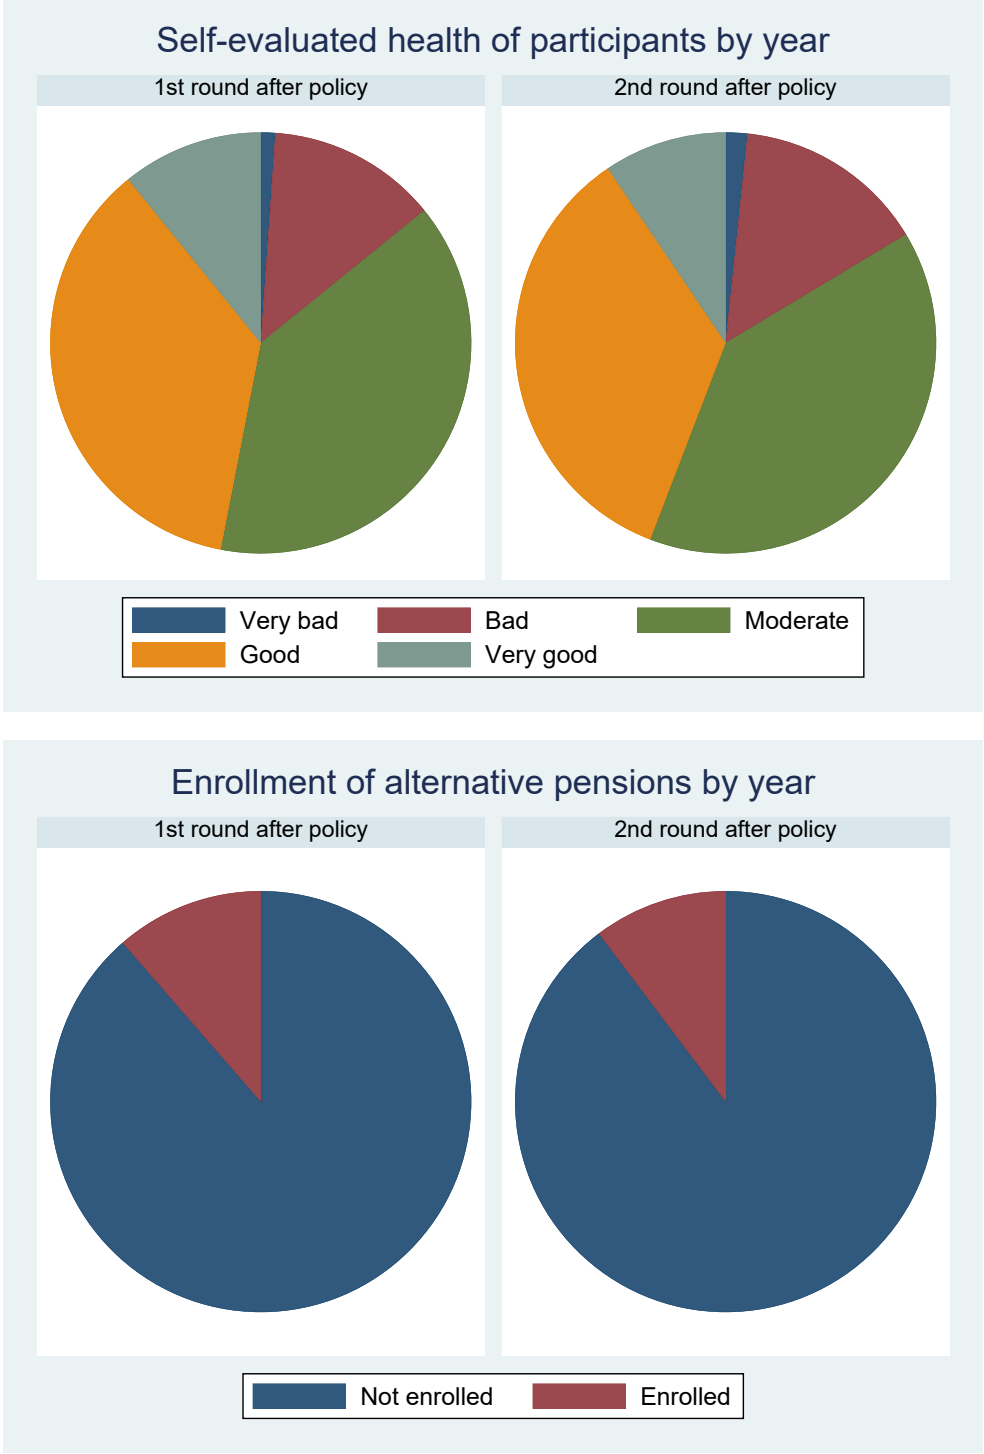 Self-evaluated health of participants by year
1st round after policy
2nd round after policy
Very bad
Bad
Moderate
Good
Very good
Enrollment of alternative pensions by year
1st round after policy
2nd round after policy
Not enrolled
Enrolled